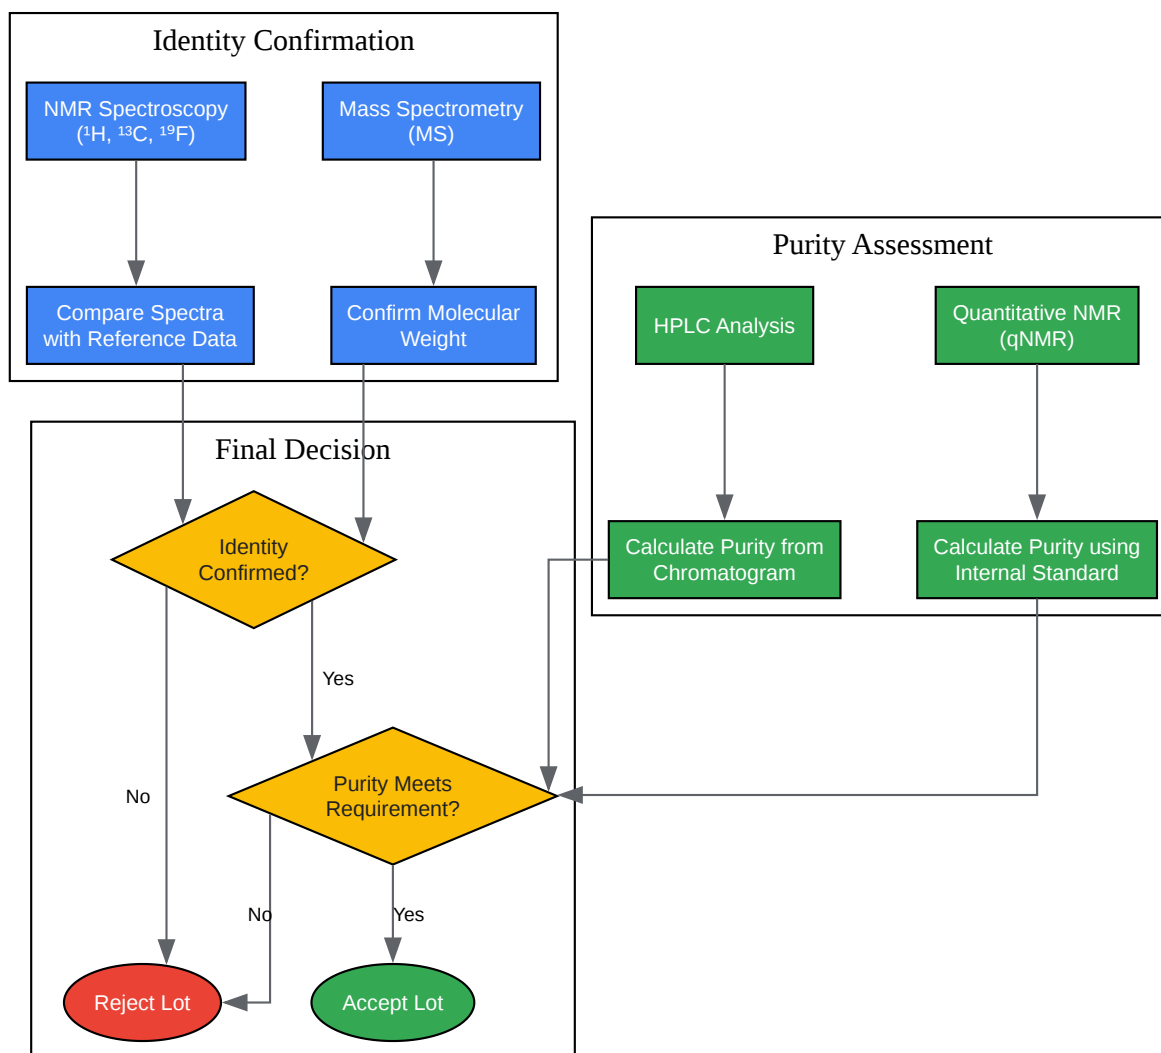 Identity Confirmation
NMR Spectroscopy
(¹H, ¹³C, ¹⁹F)
Mass Spectrometry
(MS)
Compare Spectra
with Reference Data
Confirm Molecular
Weight
Purity Assessment
HPLC Analysis
Quantitative NMR
(qNMR)
Calculate Purity from
Chromatogram
Calculate Purity using
Internal Standard
Final Decision
Identity
Confirmed?
Yes
No
Purity Meets
Requirement?
No
Yes
Reject Lot
Accept Lot